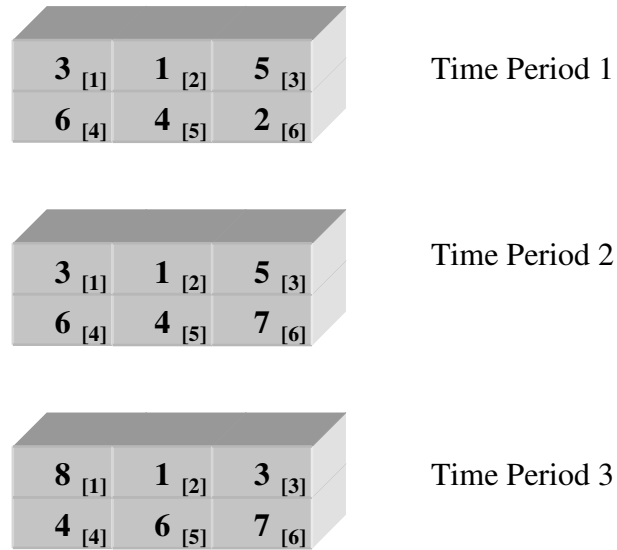 3 [1] 1 [2] 5 [3] Time Period 1
6 [4] 4 [5] 2 [6]
3 [1] 1 [2] 5 [3] Time Period 2
6 [4] 4 [5] 7 [6]
8 [1] 1 [2] 3 [3] Time Period 3
4 [4] 6 [5] 7 [6]